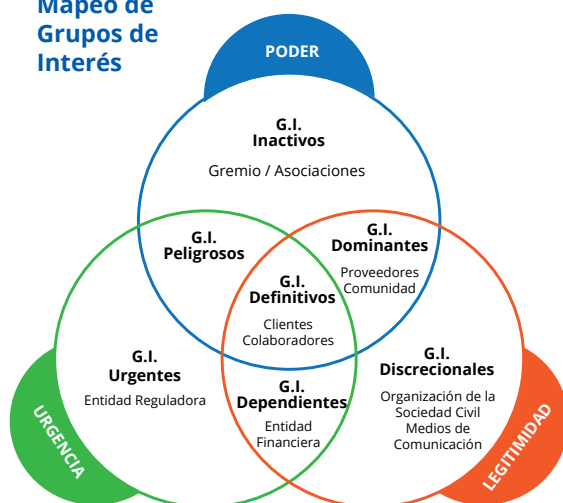 Mapeo de
Grupos de
Interés
PODER
G.I.
Inactivos
Gremio / Asociaciones
G.I.
Peligrosos
G.I.
Dominantes
Proveedores
Comunidad
G.I.
Definitivos
Clientes
Colaboradores
G.I.
Urgentes
Entidad Reguladora
G.I.
Dependientes
Entidad
Financiera
G.I.
Discrecionales
Organización de la
Sociedad Civil
Medios de
Comunicación
URGENCIA
LEGITIMIDAD